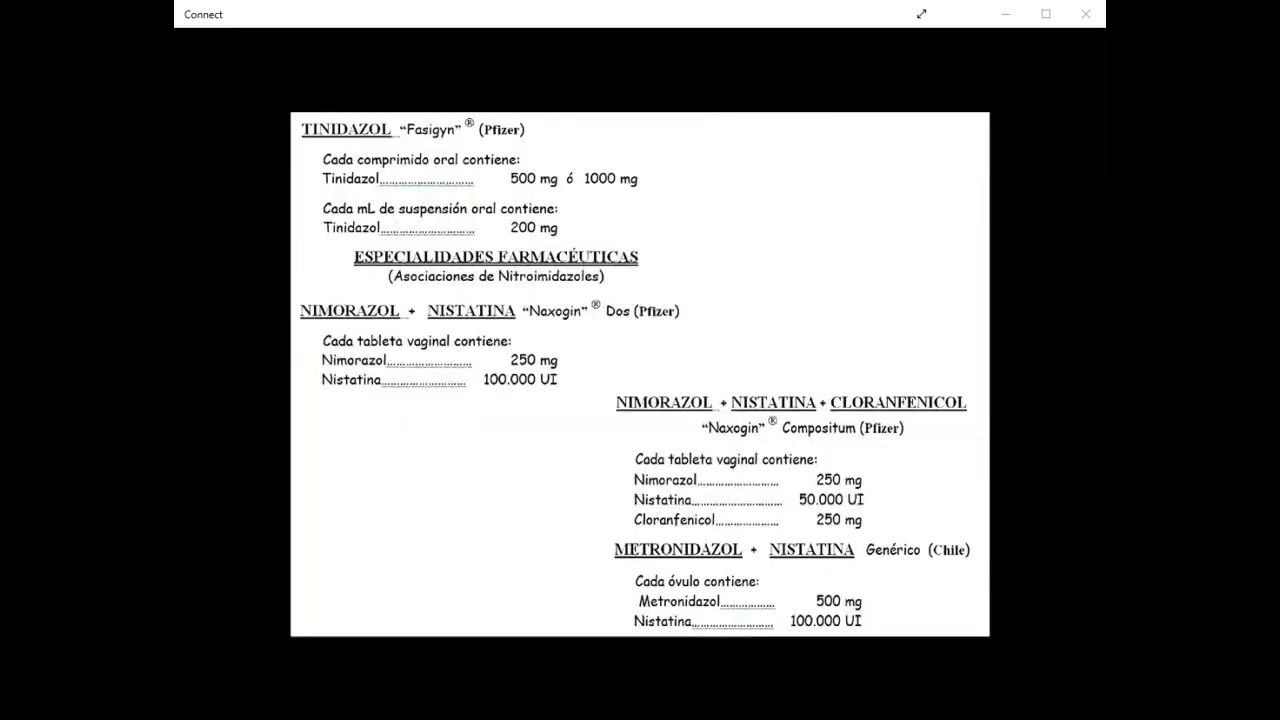 Connect
TINIDAZOL “Fasigyn” ® (Pfizer)
Cada comprimido oral contiene:
Tinidazol........................... 500 mg ó 1000 mg
Cada mL de suspensión oral contiene:
Tinidazol........................... 200 mg
ESPECIALIDADES FARMACÉUTICAS
(Asociaciones de Nitroimidazoles)
NIMORAZOL + NISTATINA “Naxogin” ® Dos (Pfizer)
Cada tableta vaginal contiene:
Nimorazol........................ 250 mg
Nistatina........................ 100.000 UI
NIMORAZOL + NISTATINA + CLORANFENICOL
“Naxogin” ® Compositum (Pfizer)
Cada tableta vaginal contiene:
Nimorazol........................ 250 mg
Nistatina........................... 50.000 UI
Cloranfenicol.................. 250 mg
METRONIDAZOL + NISTATINA Genérico (Chile)
Cada óvulo contiene:
Metronidazol............... 500 mg
Nistatina........................ 100.000 UI